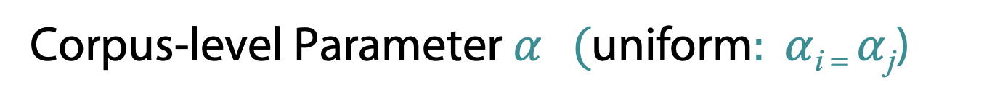 Corpus-level Parameter α (uniform: αᵢ = αⱼ)